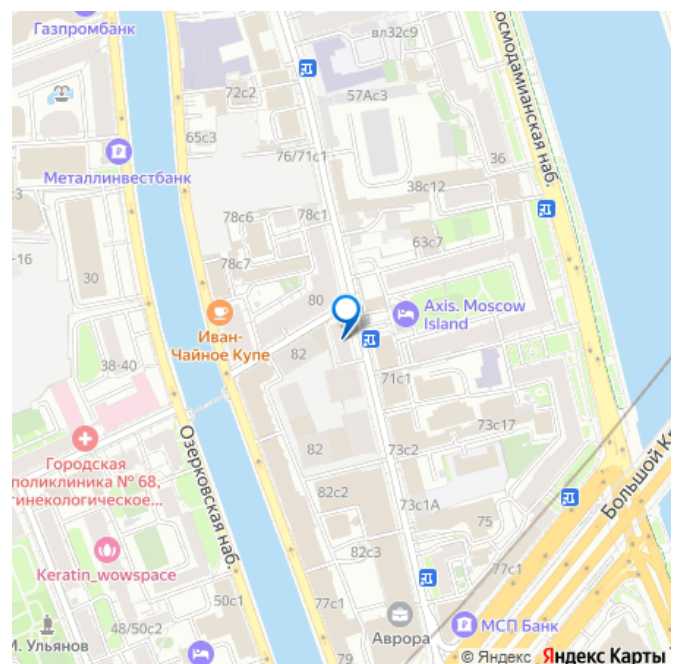 Газпромбанк
вл32с9
Космодамианская наб.
72с2
57Ас3
65с3
Металлинвестбанк
76/71с1
36
с3
38с12
78с6
78с1
63с7
-16
78с7
30
80
Axis. Moscow
Island
Иван-
Чайное Купе
82
38-40
71с1
73с17
Озерковская наб.
82
73с2
Городская
поликлиника № 68,
гинекологическое...
82с2
73с1А
75
Большой К
82с3
Keratin_wowspace
77с1
50с1
77с1
48/50с2
МСП Банк
Аврора
Ульянов
79
© Яндекс Яндекс Карты